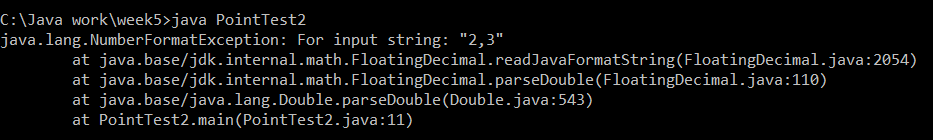 C:\Java work\week5>java PointTest2
java.lang.NumberFormatException: For input string: "2,3"
        at java.base/jdk.internal.math.FloatingDecimal.readJavaFormatString(FloatingDecimal.java:2054)
        at java.base/jdk.internal.math.FloatingDecimal.parseDouble(FloatingDecimal.java:110)
        at java.base/java.lang.Double.parseDouble(Double.java:543)
        at PointTest2.main(PointTest2.java:11)